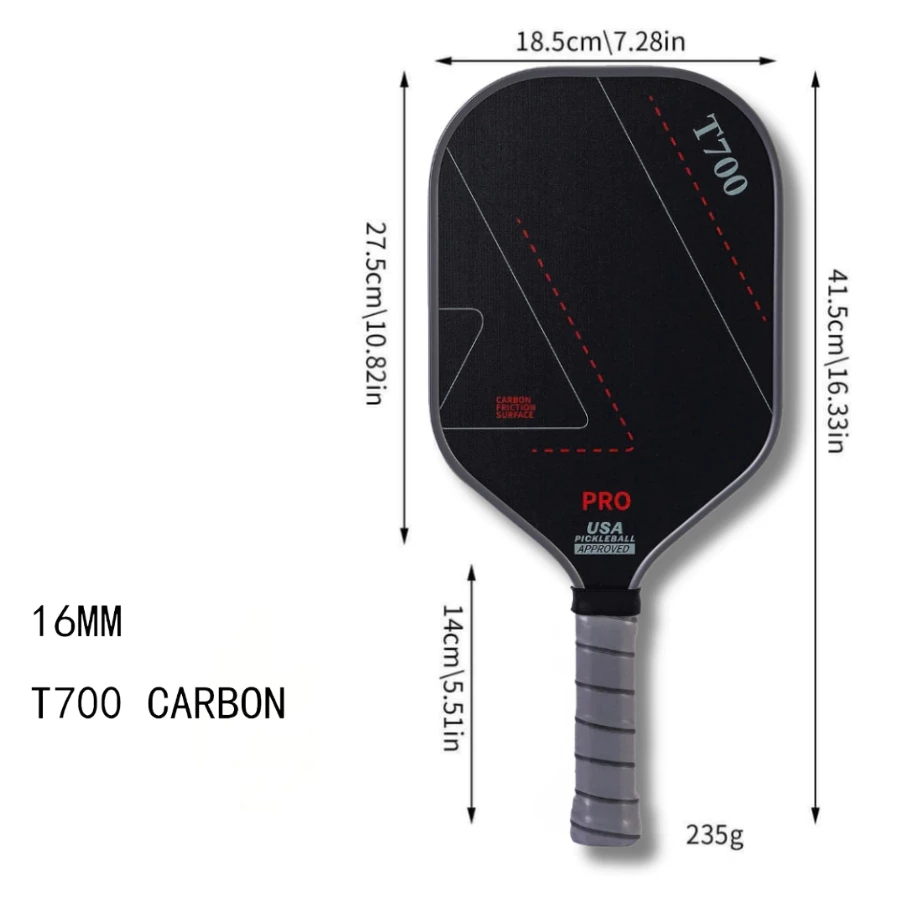 18.5cm\7.28in
T700
27.5cm\10.82in
41.5cm\16.33in
CARBON
FRICTION
SURFACE
PRO
USA
PICKLEBALL
APPROVED
16MM
14cm\5.51in
T700 CARBON
235g